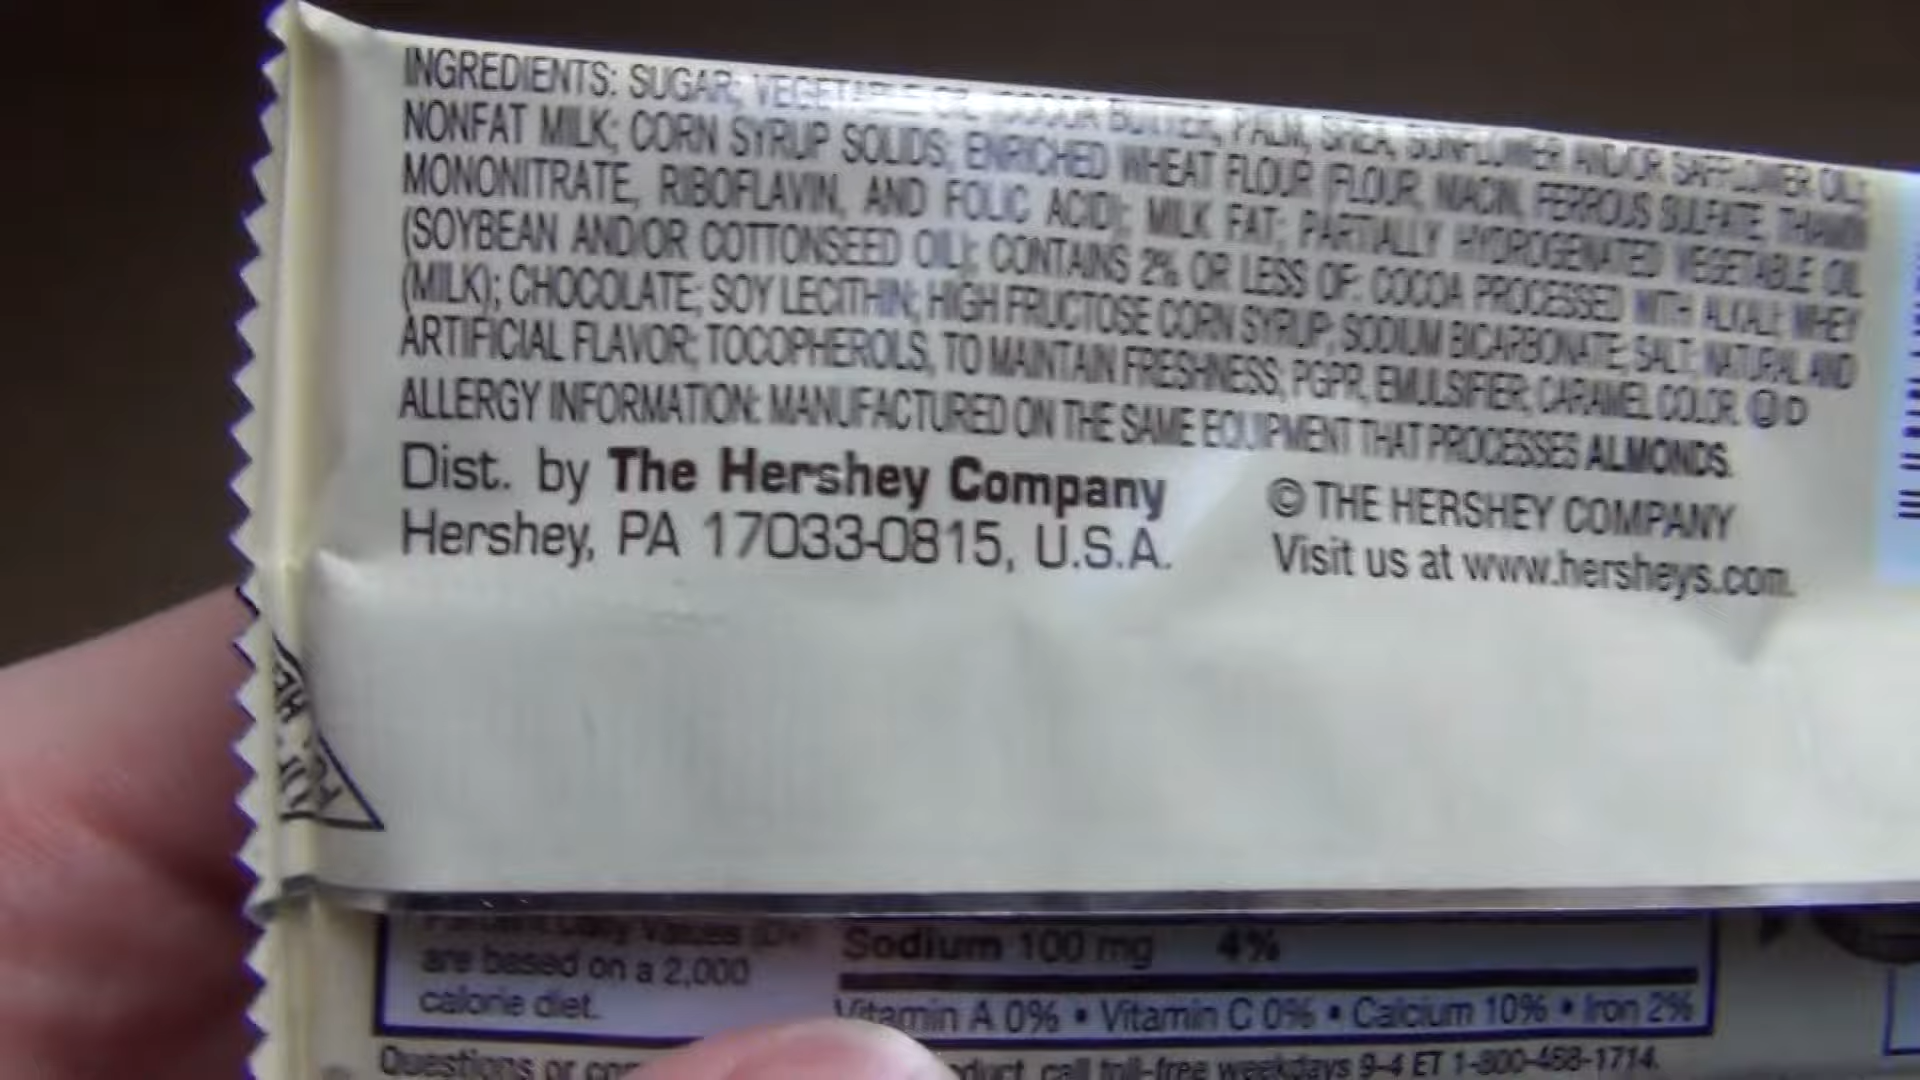 INGREDIENTS: SUGAR; VEGETABLE OIL (COCOA BUTTER, PALM, SHEA, SUNFLOWER AND/OR SAFFLOWER OIL);
NONFAT MILK; CORN SYRUP SOLIDS; ENRICHED WHEAT FLOUR (FLOUR, NIACIN, FERROUS SULFATE, THIAMIN
MONONITRATE, RIBOFLAVIN, AND FOLIC ACID); MILK FAT; PARTIALLY HYDROGENATED VEGETABLE OIL
(SOYBEAN AND/OR COTTONSEED OIL); CONTAINS 2% OR LESS OF: COCOA PROCESSED WITH ALKALI; WHEY
(MILK); CHOCOLATE; SOY LECITHIN; HIGH FRUCTOSE CORN SYRUP; SODIUM BICARBONATE; SALT; NATURAL AND
ARTIFICIAL FLAVOR; TOCOPHEROLS, TO MAINTAIN FRESHNESS; PGPR, EMULSIFIER; CARAMEL COLOR. Ⓤ D
ALLERGY INFORMATION: MANUFACTURED ON THE SAME EQUIPMENT THAT PROCESSES ALMONDS.
Dist. by The Hershey Company
Hershey, PA 17033-0815, U.S.A.
© THE HERSHEY COMPANY
Visit us at www.hersheys.com.
Percent Daily Values
are based on a 2,000
calorie diet.
Sodium 100 mg 4%
Vitamin A 0% • Vitamin C 0% • Calcium 10% • Iron 2%
Questions or call toll-free weekdays 9-4 ET 1-800-468-1714.